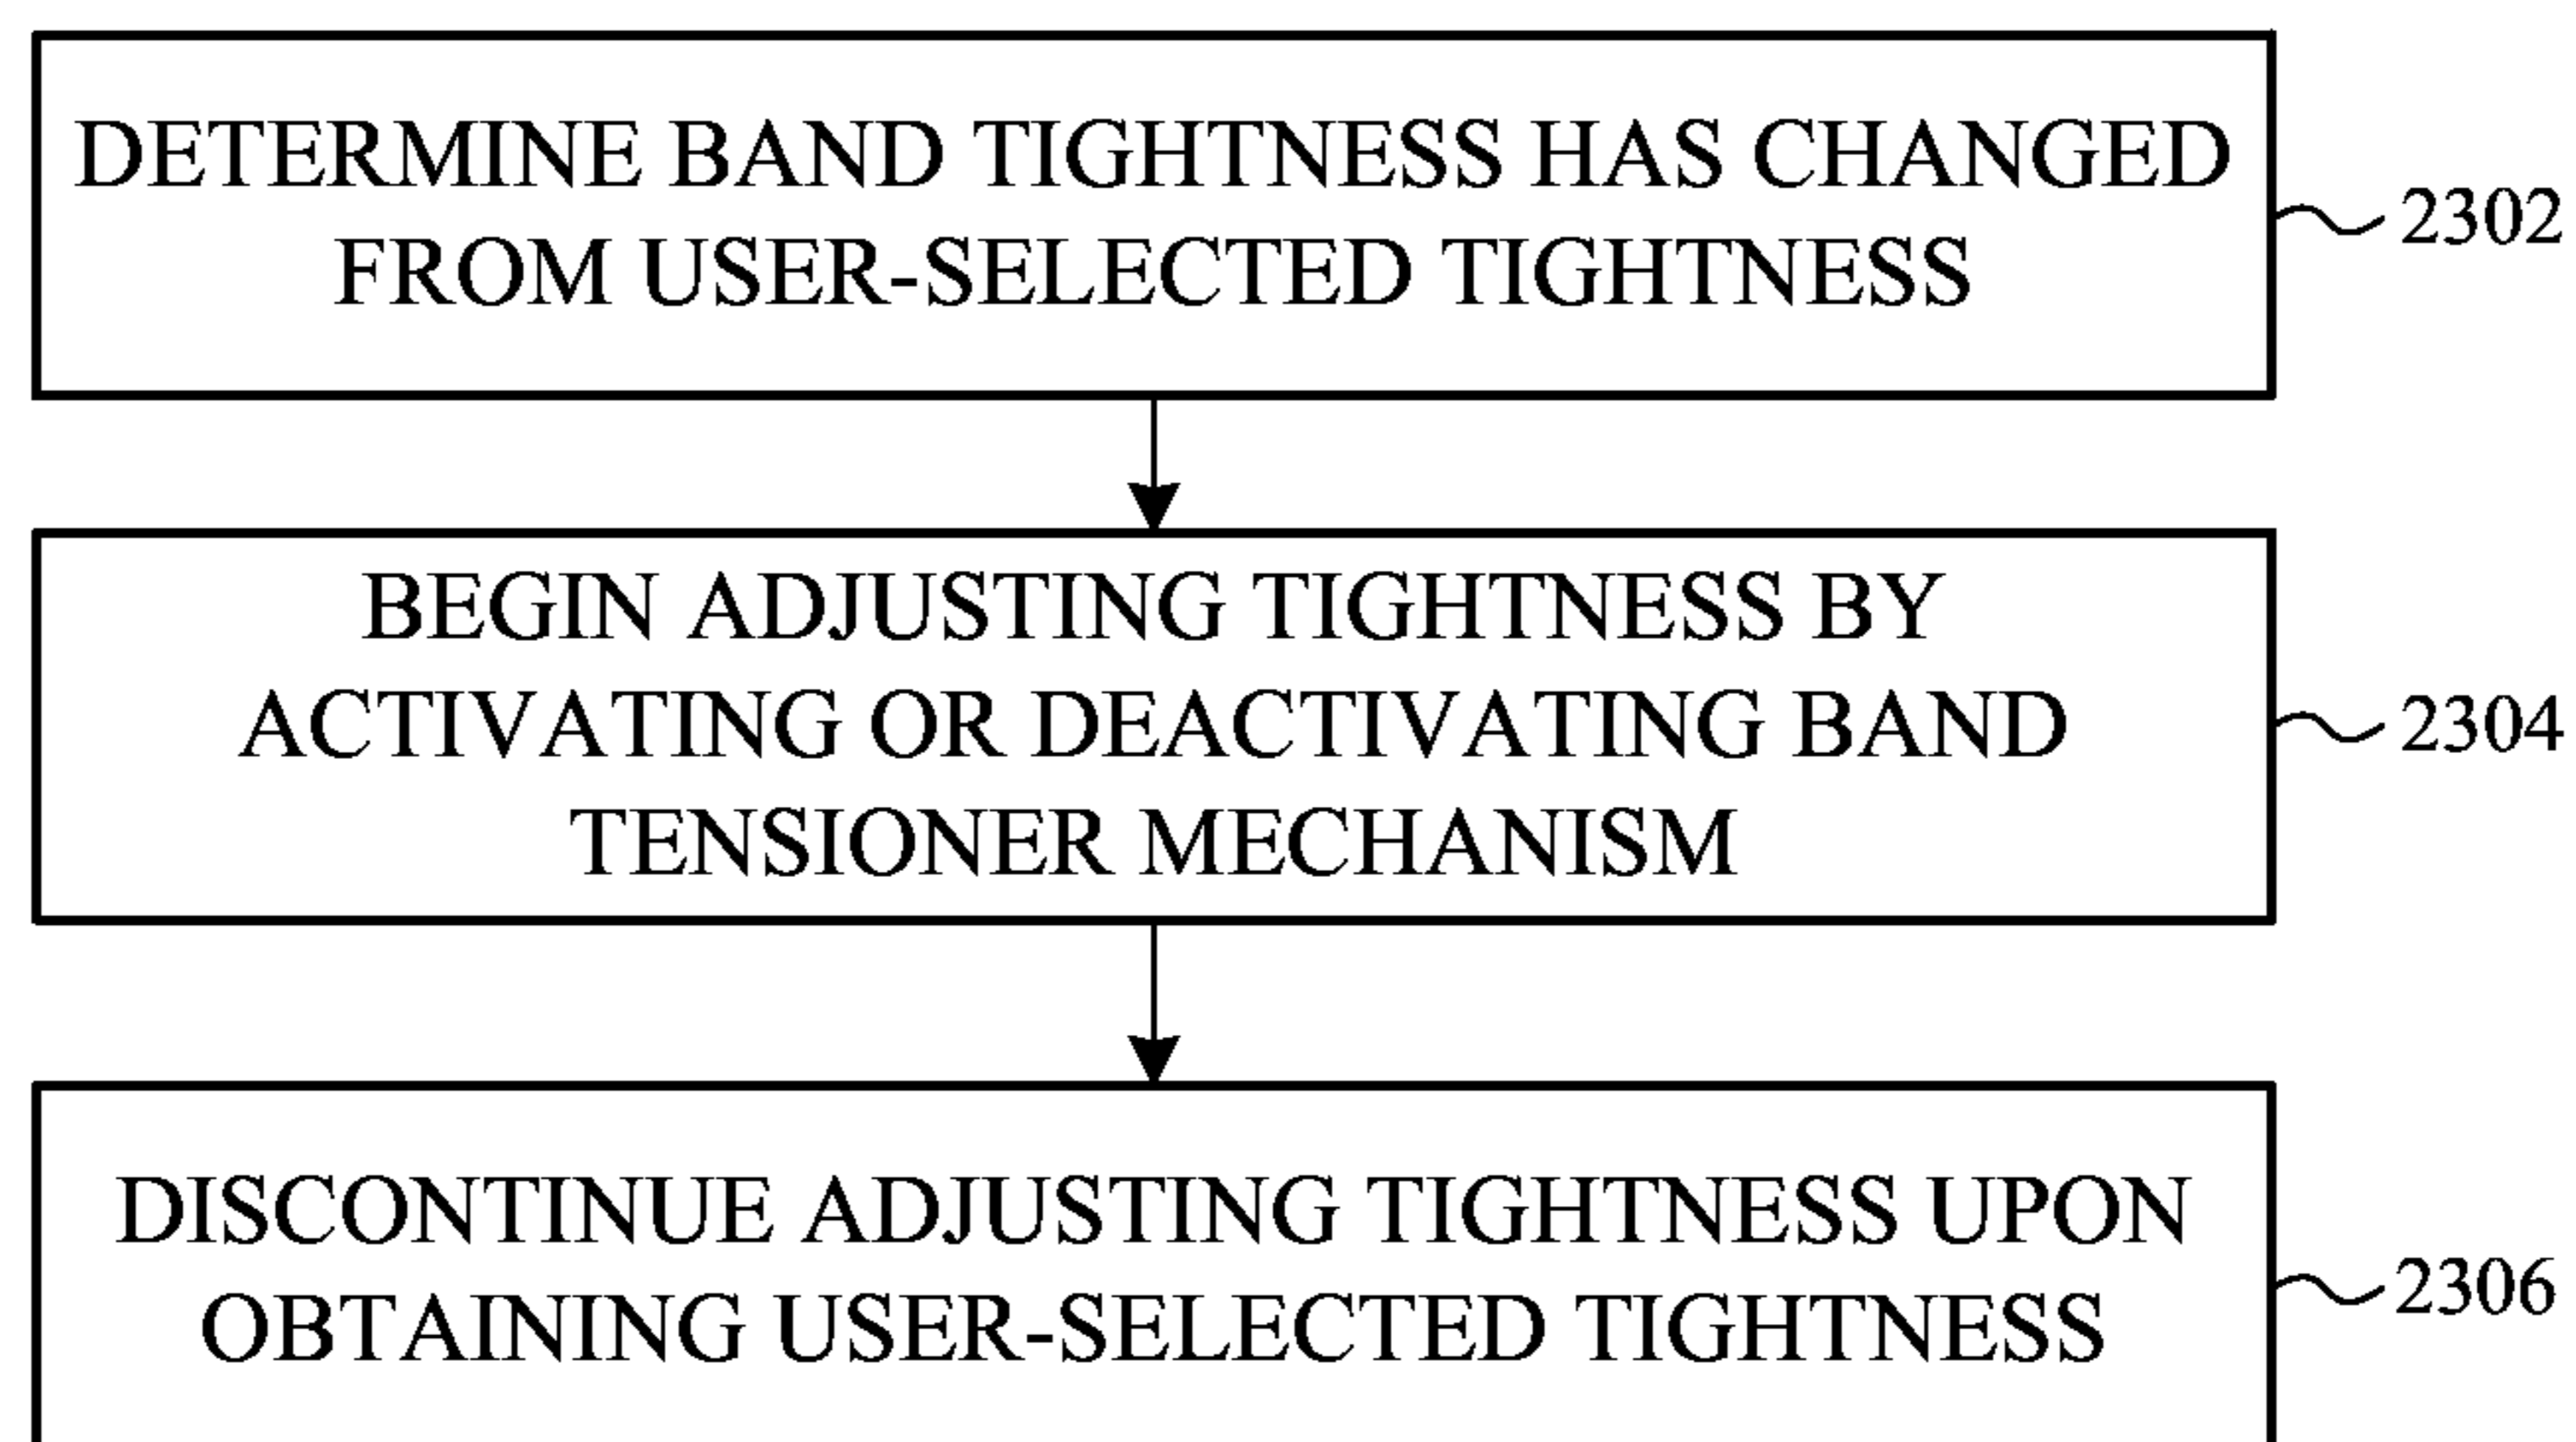 DETERMINE BAND TIGHTNESS HAS CHANGED
FROM USER-SELECTED TIGHTNESS
2302
BEGIN ADJUSTING TIGHTNESS BY
ACTIVATING OR DEACTIVATING BAND
TENSIONER MECHANISM
2304
DISCONTINUE ADJUSTING TIGHTNESS UPON
OBTAINING USER-SELECTED TIGHTNESS
2306